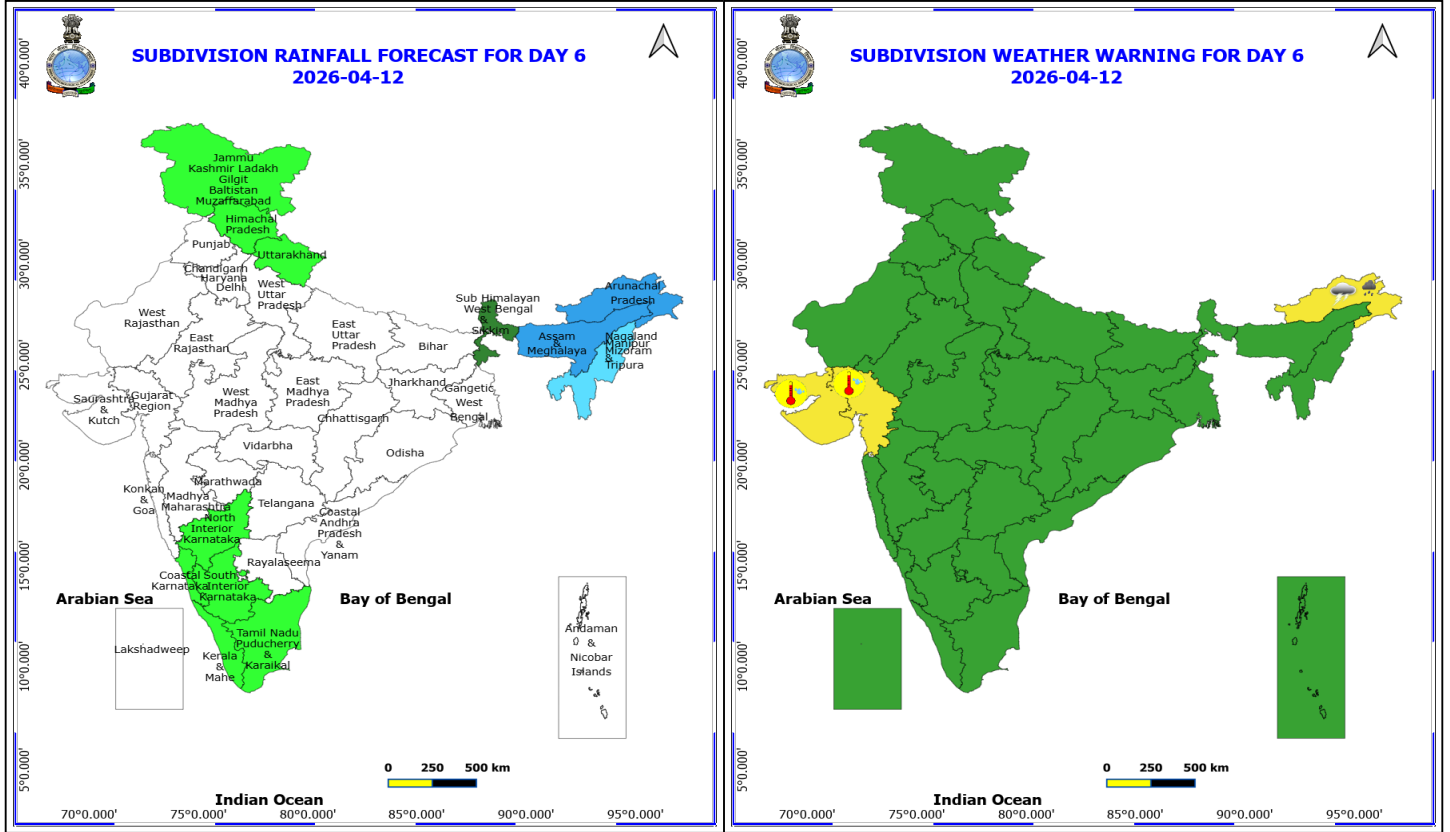 SUBDIVISION RAINFALL FORECAST FOR DAY 6
2026-04-12
40°0.000'
35°0.000'
30°0.000'
25°0.000'
20°0.000'
15°0.000'
10°0.000'
5°0.000'
Jammu
Kashmir Ladakh
Gilgit
Baltistan
Muzaffarabad
Himachal
Pradesh
Punjab
Uttarakhand
Chandigarh
Haryana
Delhi
West
Uttar
Pradesh
West
Rajasthan
East
Rajasthan
East
Uttar
Pradesh
Bihar
Sub Himalayan
West Bengal
&
Sikkim
Arunachal
Pradesh
Assam
&
Meghalaya
Nagaland
Manipur
Mizoram
&
Tripura
Saurashtra
&
Kutch
Gujarat
Region
West
Madhya
Pradesh
East
Madhya
Pradesh
Jharkhand
Gangetic
West
Bengal
Chhattisgarh
Vidarbha
Odisha
Konkan
&
Goa
Madhya
Maharashtra
Marathwada
Telangana
North
Interior
Karnataka
Coastal
Andhra
Pradesh
&
Yanam
Rayalaseema
Coastal
Karnataka
South
Interior
Karnataka
Arabian Sea
Bay of Bengal
Lakshadweep
Kerala
&
Mahe
Tamil Nadu
Puducherry
&
Karaikal
Andaman
&
Nicobar
Islands
0 250 500 km
Indian Ocean
70°0.000' 75°0.000' 80°0.000' 85°0.000' 90°0.000' 95°0.000'
SUBDIVISION WEATHER WARNING FOR DAY 6
2026-04-12
40°0.000'
35°0.000'
30°0.000'
25°0.000'
20°0.000'
15°0.000'
10°0.000'
5°0.000'
Arabian Sea
Bay of Bengal
0 250 500 km
Indian Ocean
70°0.000' 75°0.000' 80°0.000' 85°0.000' 90°0.000' 95°0.000'